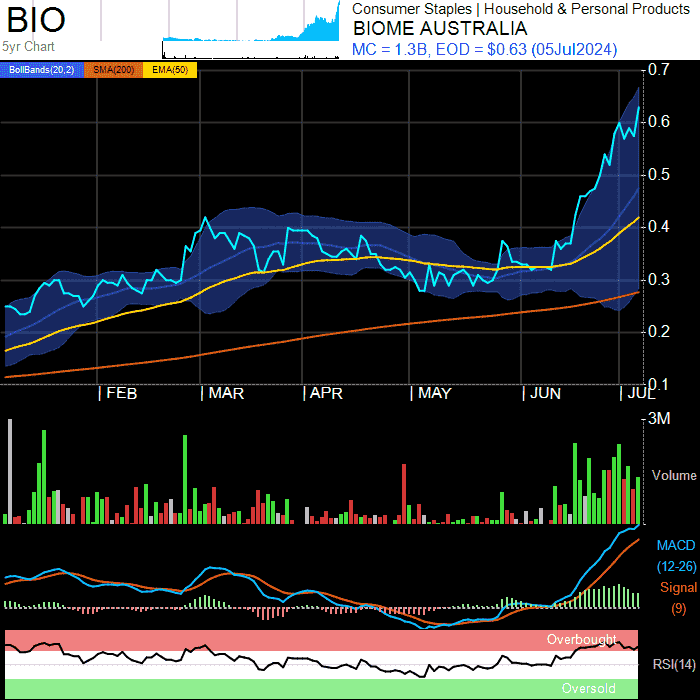 BIO
5yr Chart
Consumer Staples | Household & Personal Products
BIOME AUSTRALIA
MC = 1.3B, EOD = $0.63 (05Jul2024)
BollBands(20,2) SMA(200) EMA(50)
0.7
0.6
0.5
0.4
0.3
0.2
0.1
| FEB | MAR | APR | MAY | JUN | JUL
3M
Volume
MACD
(12-26)
Signal
(9)
Overbought
RSI(14)
Oversold